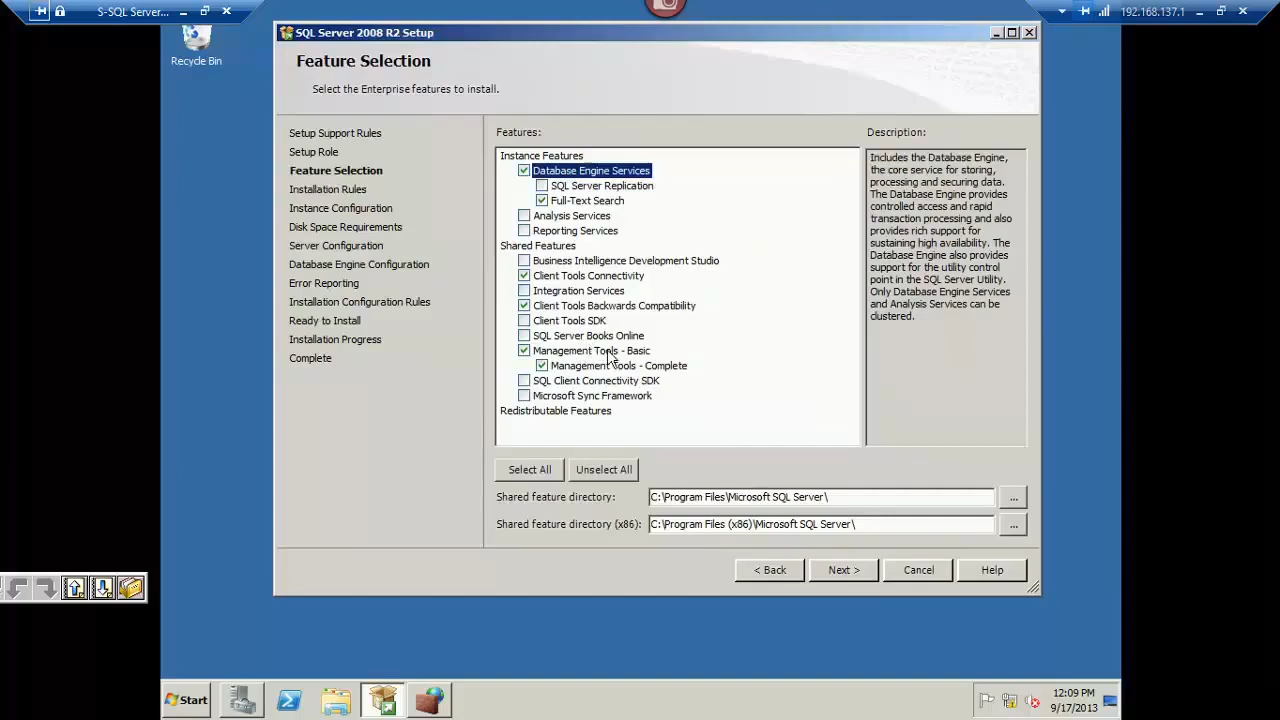 S-SQL Server...
192.168.137.1
Recycle Bin
SQL Server 2008 R2 Setup
Feature Selection
Select the Enterprise features to install.
Setup Support Rules
Setup Role
Feature Selection
Installation Rules
Instance Configuration
Disk Space Requirements
Server Configuration
Database Engine Configuration
Error Reporting
Installation Configuration Rules
Ready to Install
Installation Progress
Complete
Features:
Instance Features
Database Engine Services
SQL Server Replication
Full-Text Search
Analysis Services
Reporting Services
Shared Features
Business Intelligence Development Studio
Client Tools Connectivity
Integration Services
Client Tools Backwards Compatibility
Client Tools SDK
SQL Server Books Online
Management Tools - Basic
Management Tools - Complete
SQL Client Connectivity SDK
Microsoft Sync Framework
Redistributable Features
Description:
Includes the Database Engine,
the core service for storing,
processing and securing data.
The Database Engine provides
controlled access and rapid
transaction processing and also
provides rich support for
sustaining high availability. The
Database Engine also provides
support for the utility control
point in the SQL Server Utility.
Only Database Engine Services
and Analysis Services can be
clustered.
Select All
Unselect All
Shared feature directory:
C:\Program Files\Microsoft SQL Server\
...
Shared feature directory (x86):
C:\Program Files (x86)\Microsoft SQL Server\
...
< Back
Next >
Cancel
Help
Start
12:09 PM
9/17/2013